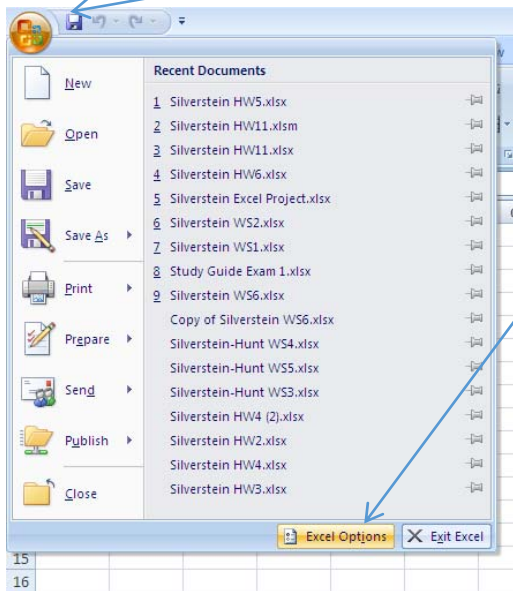 New
Open
Save
Save As
Print
Prepare
Send
Publish
Close
Recent Documents
1 Silverstein HW5.xlsx
2 Silverstein HW11.xlsm
3 Silverstein HW11.xlsx
4 Silverstein HW6.xlsx
5 Silverstein Excel Project.xlsx
6 Silverstein WS2.xlsx
7 Silverstein WS1.xlsx
8 Study Guide Exam 1.xlsx
9 Silverstein WS6.xlsx
Copy of Silverstein WS6.xlsx
Silverstein-Hunt WS4.xlsx
Silverstein-Hunt WS5.xlsx
Silverstein-Hunt WS3.xlsx
Silverstein HW4 (2).xlsx
Silverstein HW2.xlsx
Silverstein HW4.xlsx
Silverstein HW3.xlsx
Excel Options
Exit Excel
15
16